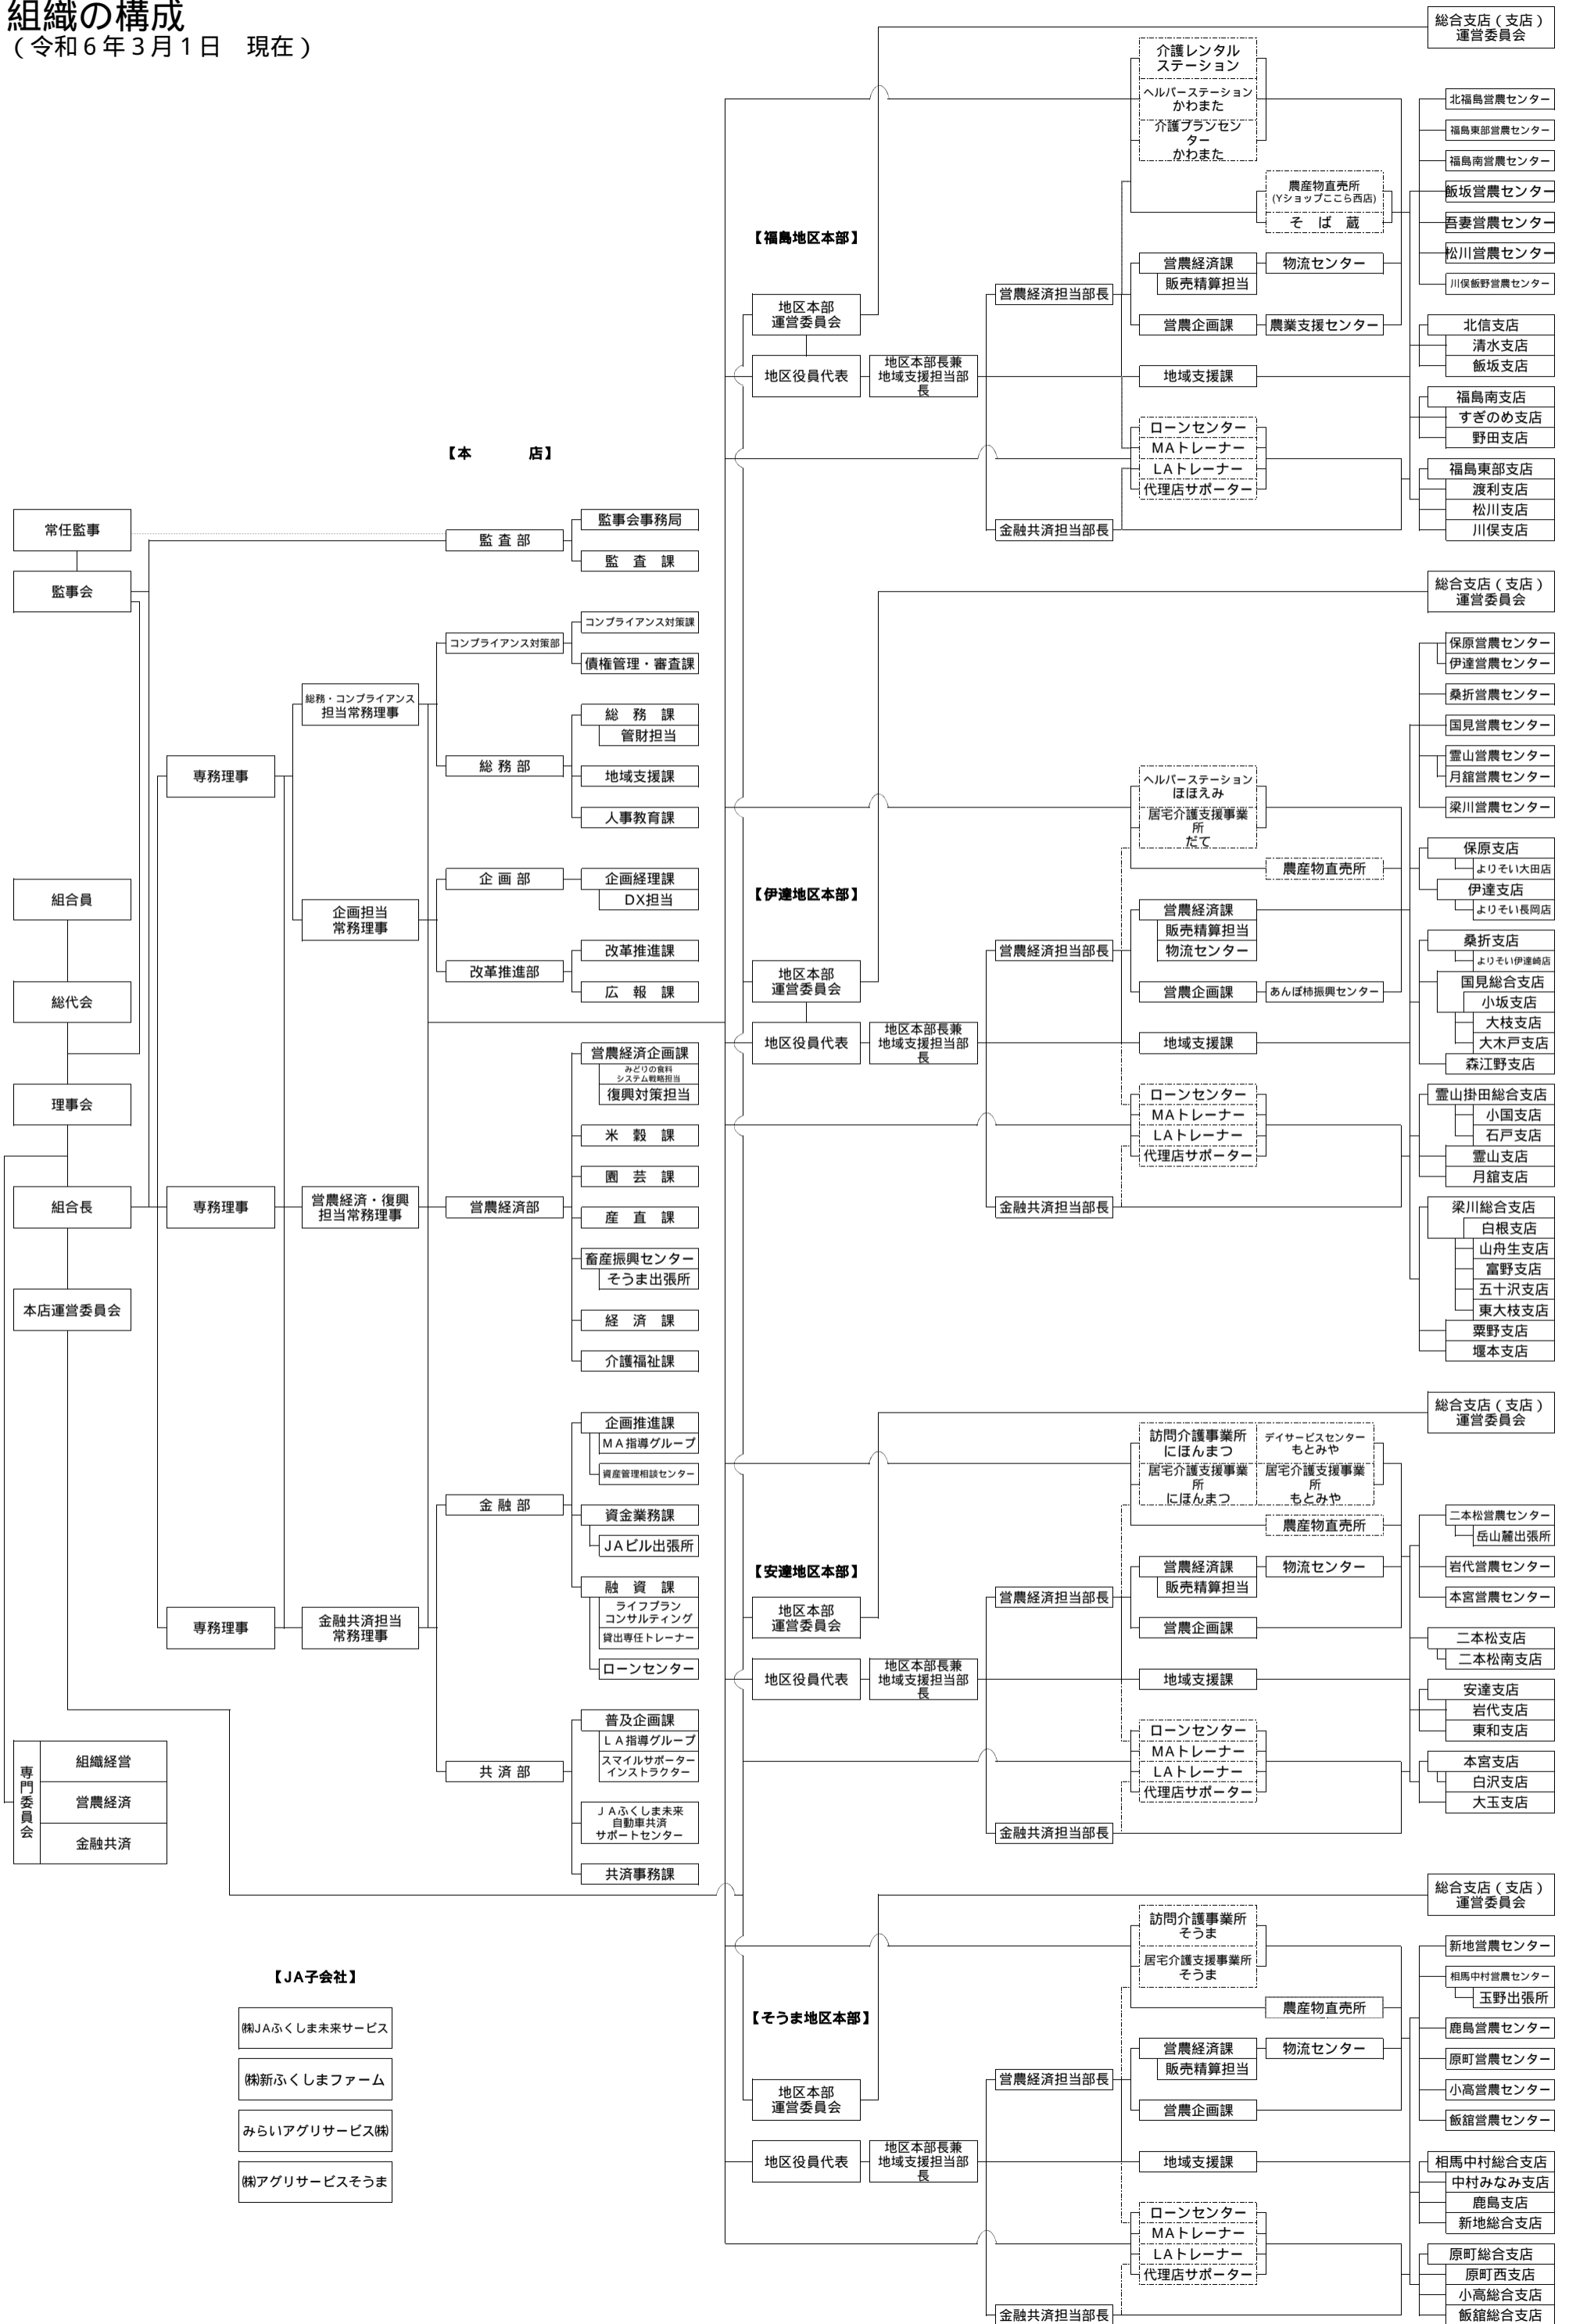 組織の構成
（令和６年３月１日　現在）
【本　　　　店】
常任監事
監事会
組合員
総代会
理事会
組合長
本店運営委員会
専門委員会
組織経営
営農経済
金融共済
専務理事
専務理事
専務理事
総務・コンプライアンス
担当常務理事
企画担当
常務理事
営農経済・復興
担当常務理事
金融共済担当
常務理事
監 査 部
監事会事務局
監　査　課
コンプライアンス対策部
コンプライアンス対策課
債権管理・審査課
総 務 部
総　務　課
管財担当
地域支援課
人事教育課
企 画 部
企画経理課
DX担当
改革推進部
改革推進課
広　報　課
営農経済部
営農経済企画課
みどりの食料
システム戦略担当
復興対策担当
米　穀　課
園　芸　課
産　直　課
畜産振興センター
そうま出張所
経　済　課
介護福祉課
金 融 部
企画推進課
ＭＡ指導グループ
資産管理相談センター
資金業務課
JAビル出張所
融　資　課
ライフプラン
コンサルティング
貸出専任トレーナー
ローンセンター
共 済 部
普及企画課
ＬＡ指導グループ
スマイルサポーター
インストラクター
ＪＡふくしま未来
自動車共済
サポートセンター
共済事務課
【JA子会社】
㈱JAふくしま未来サービス
㈱新ふくしまファーム
みらいアグリサービス㈱
㈱アグリサービスそうま
【福島地区本部】
地区本部
運営委員会
地区役員代表
地区本部長兼
地域支援担当部
長
総合支店（支店）
運営委員会
介護レンタル
ステーション
ヘルパーステーション
かわまた
介護プランセン
ター
かわまた
農産物直売所
(Yショップここら西店)
そ　ば　蔵
営農経済担当部長
営農経済課
販売精算担当
物流センター
営農企画課
農業支援センター
地域支援課
ローンセンター
MAトレーナー
LAトレーナー
代理店サポーター
金融共済担当部長
北福島営農センター
福島東部営農センター
福島南営農センター
飯坂営農センター
吾妻営農センター
松川営農センター
川俣飯野営農センター
北信支店
清水支店
飯坂支店
福島南支店
すぎのめ支店
野田支店
福島東部支店
渡利支店
松川支店
川俣支店
【伊達地区本部】
地区本部
運営委員会
地区役員代表
地区本部長兼
地域支援担当部
長
総合支店（支店）
運営委員会
ヘルパーステーション
ほほえみ
居宅介護支援事業
所
だて
農産物直売所
営農経済担当部長
営農経済課
販売精算担当
物流センター
営農企画課
あんぽ柿振興センター
地域支援課
ローンセンター
MAトレーナー
LAトレーナー
代理店サポーター
金融共済担当部長
保原営農センター
伊達営農センター
桑折営農センター
国見営農センター
霊山営農センター
月舘営農センター
梁川営農センター
保原支店
よりそい大田店
伊達支店
よりそい長岡店
桑折支店
よりそい伊達崎店
国見総合支店
小坂支店
大枝支店
大木戸支店
森江野支店
霊山掛田総合支店
小国支店
石戸支店
霊山支店
月舘支店
梁川総合支店
白根支店
山舟生支店
富野支店
五十沢支店
東大枝支店
粟野支店
堰本支店
【安達地区本部】
地区本部
運営委員会
地区役員代表
地区本部長兼
地域支援担当部
長
総合支店（支店）
運営委員会
訪問介護事業所
にほんまつ
デイサービスセンター
もとみや
居宅介護支援事業
所
にほんまつ
居宅介護支援事業
所
もとみや
農産物直売所
営農経済担当部長
営農経済課
販売精算担当
物流センター
営農企画課
地域支援課
ローンセンター
MAトレーナー
LAトレーナー
代理店サポーター
金融共済担当部長
二本松営農センター
岳山麓出張所
岩代営農センター
本宮営農センター
二本松支店
二本松南支店
安達支店
岩代支店
東和支店
本宮支店
白沢支店
大玉支店
【そうま地区本部】
地区本部
運営委員会
地区役員代表
地区本部長兼
地域支援担当部
長
総合支店（支店）
運営委員会
訪問介護事業所
そうま
居宅介護支援事業所
そうま
農産物直売所
営農経済担当部長
営農経済課
販売精算担当
物流センター
営農企画課
地域支援課
ローンセンター
MAトレーナー
LAトレーナー
代理店サポーター
金融共済担当部長
新地営農センター
相馬中村営農センター
玉野出張所
鹿島営農センター
原町営農センター
小高営農センター
飯舘営農センター
相馬中村総合支店
中村みなみ支店
鹿島支店
新地総合支店
原町総合支店
原町西支店
小高総合支店
飯舘総合支店